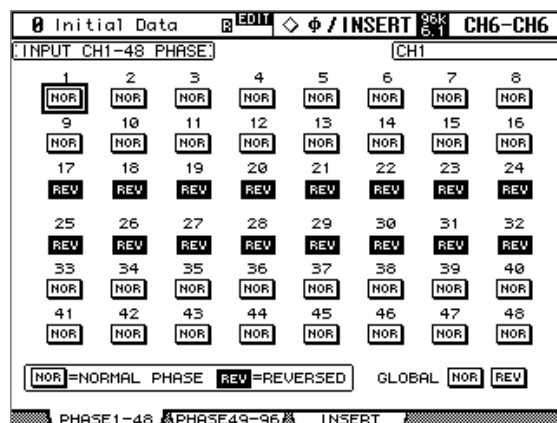 0 Initial Data R EDIT ◇ φ/INSERT 96k 6.1 CH6-CH6
INPUT CH1-48 PHASE CH1
1 2 3 4 5 6 7 8
NOR NOR NOR NOR NOR NOR NOR NOR
9 10 11 12 13 14 15 16
NOR NOR NOR NOR NOR NOR NOR NOR
17 18 19 20 21 22 23 24
REV REV REV REV REV REV REV REV
25 26 27 28 29 30 31 32
REV REV REV REV REV REV REV REV
33 34 35 36 37 38 39 40
NOR NOR NOR NOR NOR NOR NOR NOR
41 42 43 44 45 46 47 48
NOR NOR NOR NOR NOR NOR NOR NOR
NOR=NORMAL PHASE REV=REVERSED GLOBAL NOR REV
PHASE1-48 PHASE49-96 INSERT